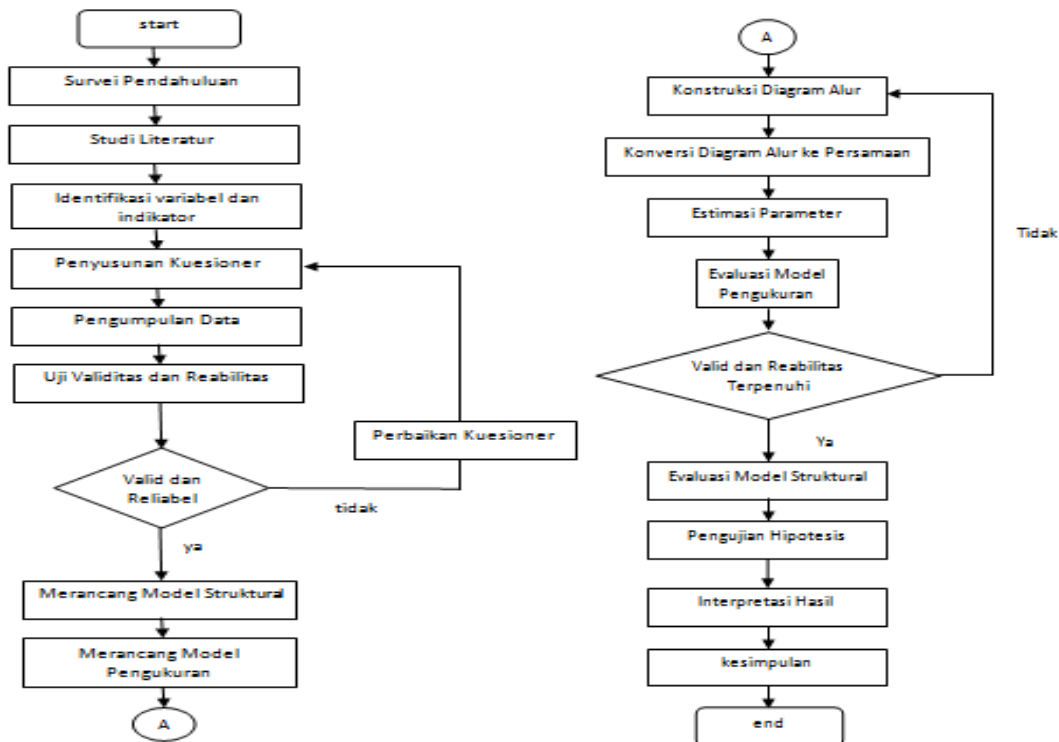 start
Survei Pendahuluan
Studi Literatur
Identifikasi variabel dan
indikator
Penyusunan Kuesioner
Pengumpulan Data
Uji Validitas dan Reabilitas
Perbaikan Kuesioner
Valid dan
Reliabel
tidak
ya
Merancang Model Struktural
Merancang Model
Pengukuran
A
A
Konstruksi Diagram Alur
Konversi Diagram Alur ke Persamaan
Estimasi Parameter
Tidak
Evaluasi Model
Pengukuran
Valid dan Reabilitas
Terpenuhi
Ya
Evaluasi Model Struktural
Pengujian Hipotesis
Interpretasi Hasil
kesimpulan
end